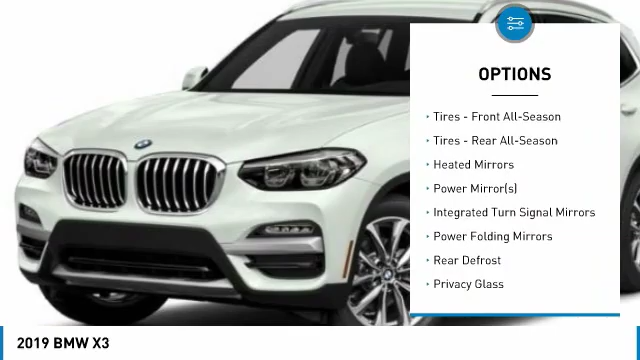 OPTIONS
Tires - Front All-Season
Tires - Rear All-Season
Heated Mirrors
Power Mirror(s)
Integrated Turn Signal Mirrors
Power Folding Mirrors
Rear Defrost
Privacy Glass
2019 BMW X3